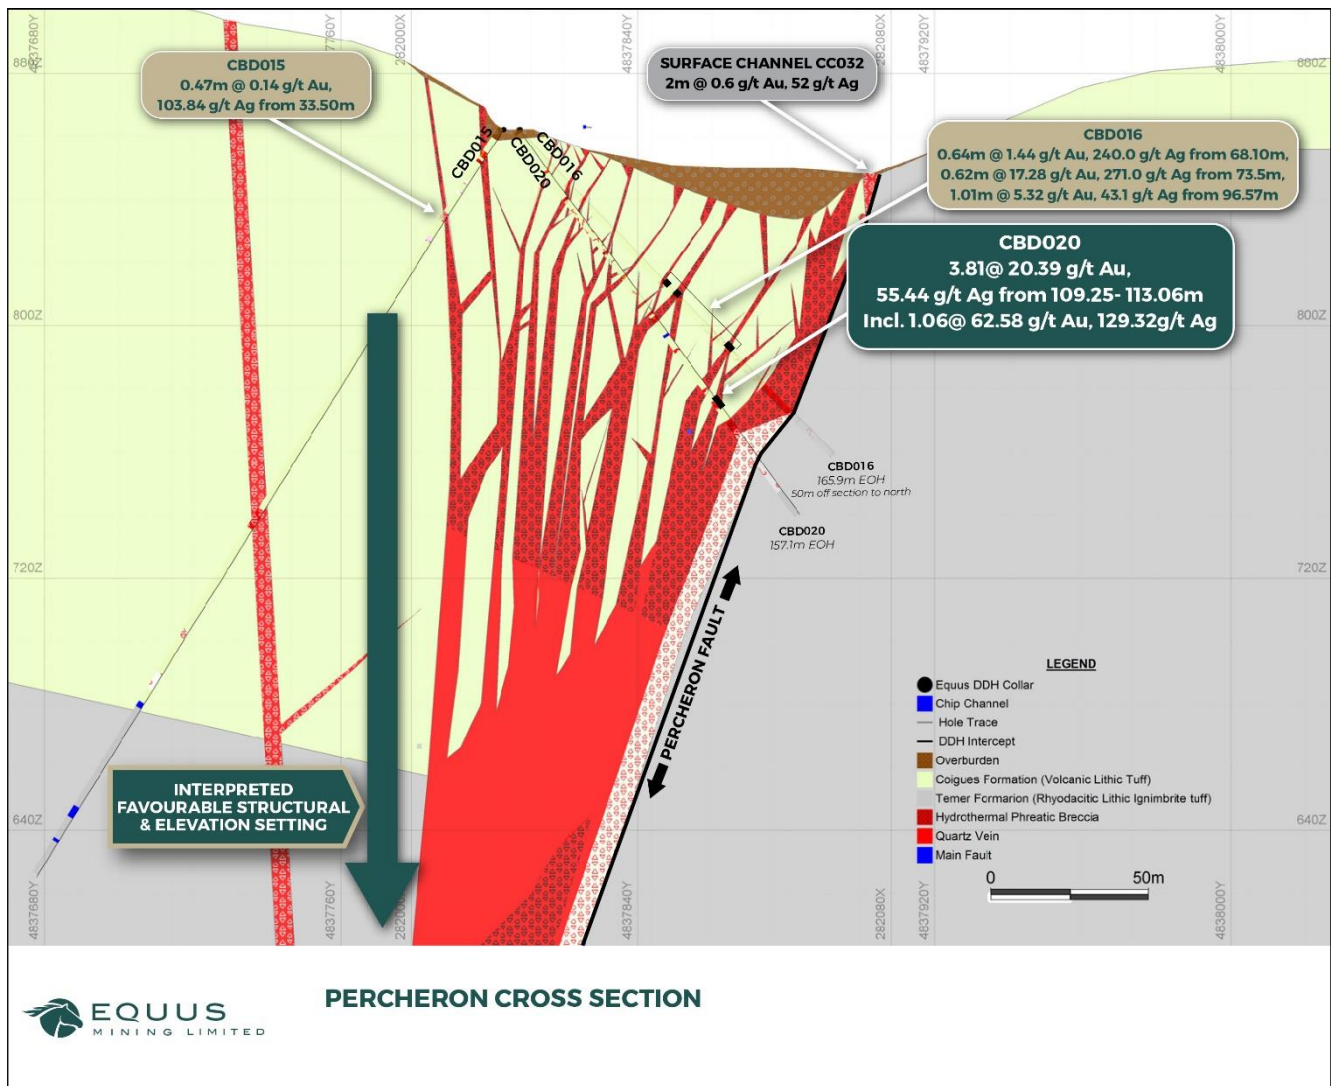 4837680Y
4837760Y
282000X
4837840Y
282080X
4837920Y
4838000Y
880Z
880Z
CBD015
0.47m @ 0.14 g/t Au,
103.84 g/t Ag from 33.50m
SURFACE CHANNEL CC032
2m @ 0.6 g/t Au, 52 g/t Ag
CBD016
0.64m @ 1.44 g/t Au, 240.0 g/t Ag from 68.10m,
0.62m @ 17.28 g/t Au, 271.0 g/t Ag from 73.5m,
1.01m @ 5.32 g/t Au, 43.1 g/t Ag from 96.57m
CBD015
CBD020
CBD016
CBD020
3.81@ 20.39 g/t Au,
55.44 g/t Ag from 109.25- 113.06m
Incl. 1.06@ 62.58 g/t Au, 129.32g/t Ag
800Z
800Z
CBD016
165.9m EOH
50m off section to north
CBD020
157.1m EOH
720Z
720Z
PERCHERON FAULT
LEGEND
Equus DDH Collar
Chip Channel
Hole Trace
DDH Intercept
Overburden
Coigues Formation (Volcanic Lithic Tuff)
Temer Formarion (Rhyodacitic Lithic Ignimbrite tuff)
Hydrothermal Phreatic Breccia
Quartz Vein
Main Fault
0 50m
INTERPRETED
FAVOURABLE STRUCTURAL
& ELEVATION SETTING
640Z
640Z
4837680Y
4837760Y
282000X
4837840Y
282080X
4837920Y
4838000Y
PERCHERON CROSS SECTION
EQUUS
MINING LIMITED